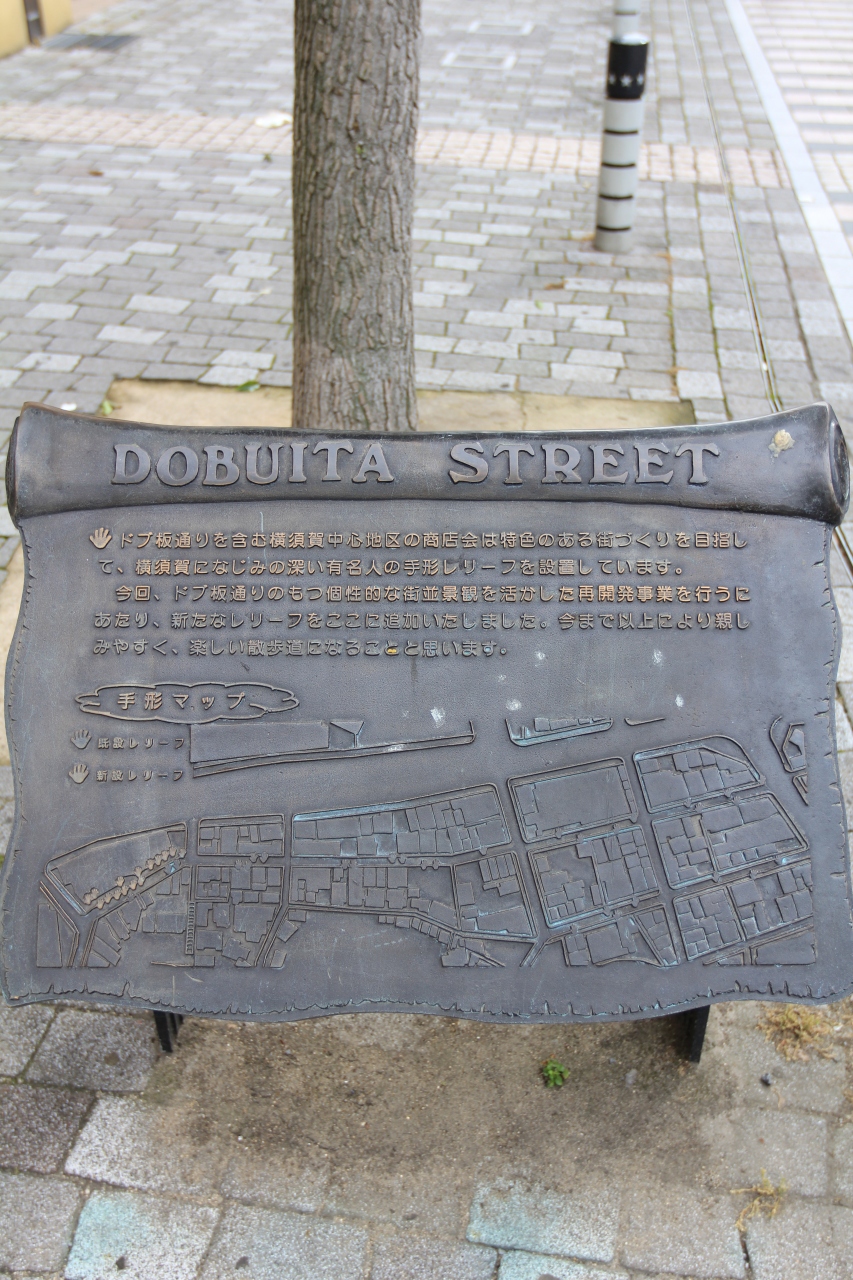 DOBUITA STREET
ドブ板通りを含む横須賀中心地区の商店会は特色のある街づくりを目指し
て、横須賀になじみの深い有名人の手形レリーフを設置しています。
今回、ドブ板通りのもつ個性的な街並景観を活かした再開発事業を行うに
あたり、新たなレリーフをここに追加いたしました。今まで以上により親し
みやすく、楽しい散歩道になることと思います。
手形マップ
既設レリーフ
新設レリーフ